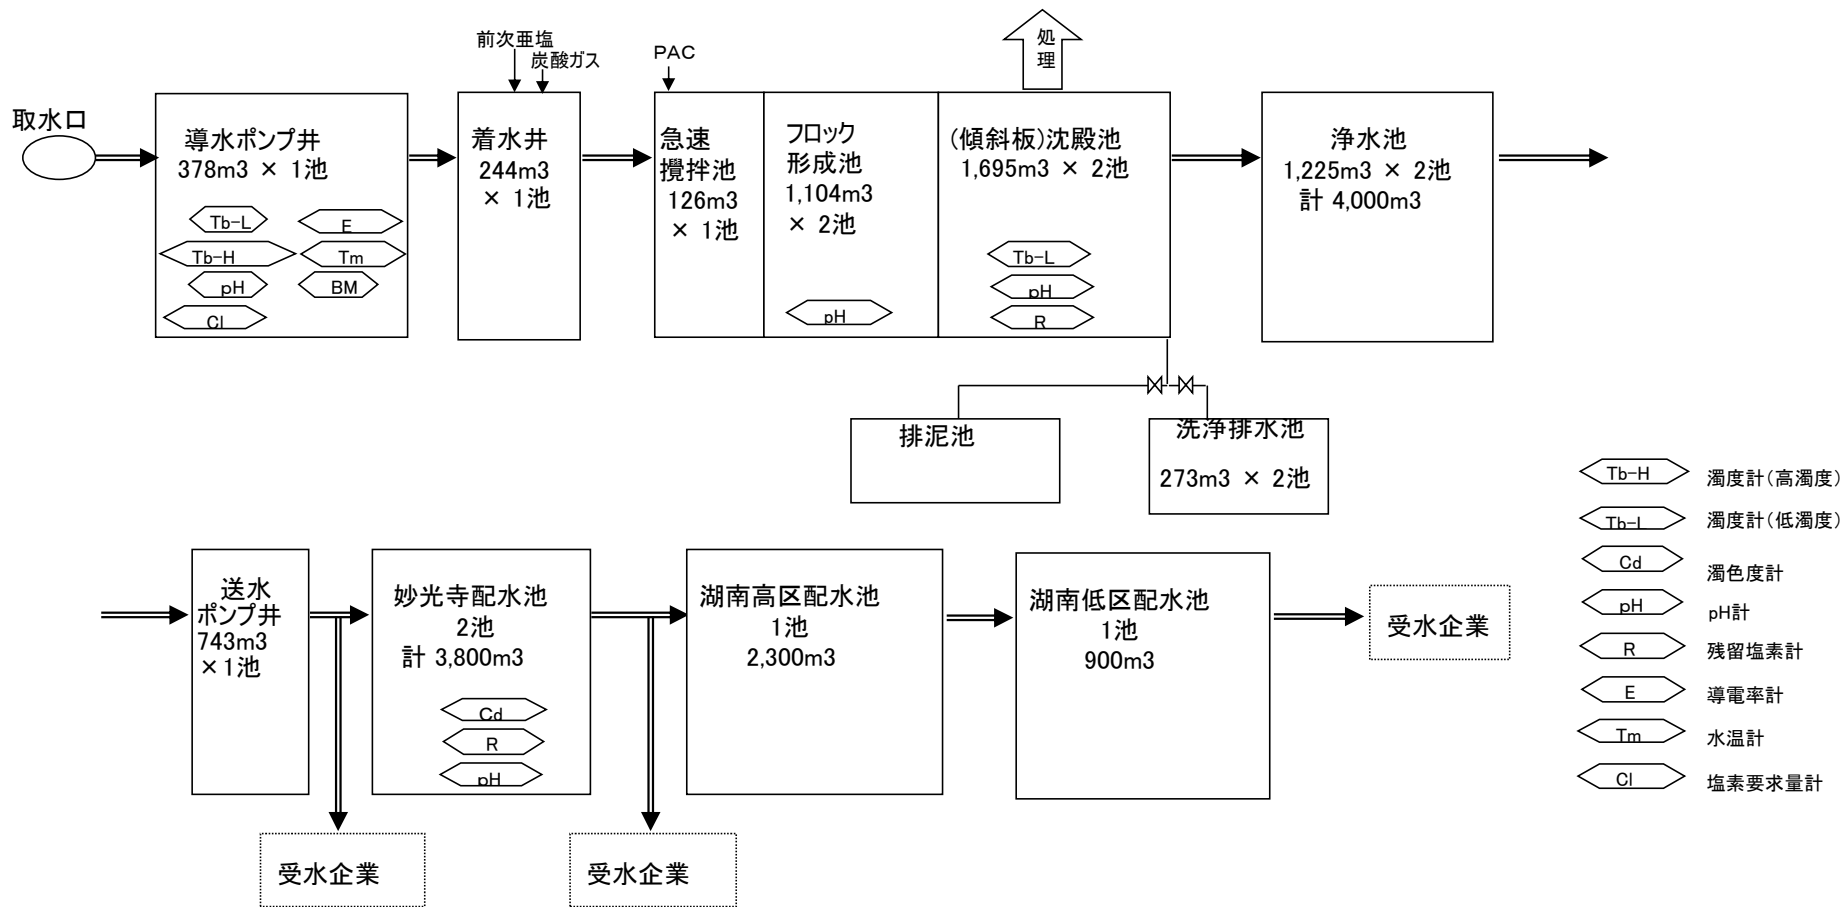 前次亜塩
炭酸ガス
PAC
処
理
取水口
導水ポンプ井
378m3 × 1池
Tb-L
E
Tb-H
Tm
pH
BM
Cl
着水井
244m3
× 1池
急速
攪拌池
126m3
× 1池
フロック
形成池
1,104m3
× 2池
pH
(傾斜板)沈殿池
1,695m3 × 2池
Tb-L
pH
R
浄水池
1,225m3 × 2池
計 4,000m3
排泥池
洗浄排水池
273m3 × 2池
送水
ポンプ井
743m3
×1池
妙光寺配水池
2池
計 3,800m3
Cd
R
pH
湖南高区配水池
1池
2,300m3
湖南低区配水池
1池
900m3
受水企業
受水企業
受水企業
Tb-H 濁度計(高濁度)
Tb-L 濁度計(低濁度)
Cd 濁色度計
pH pH計
R 残留塩素計
E 導電率計
Tm 水温計
Cl 塩素要求量計